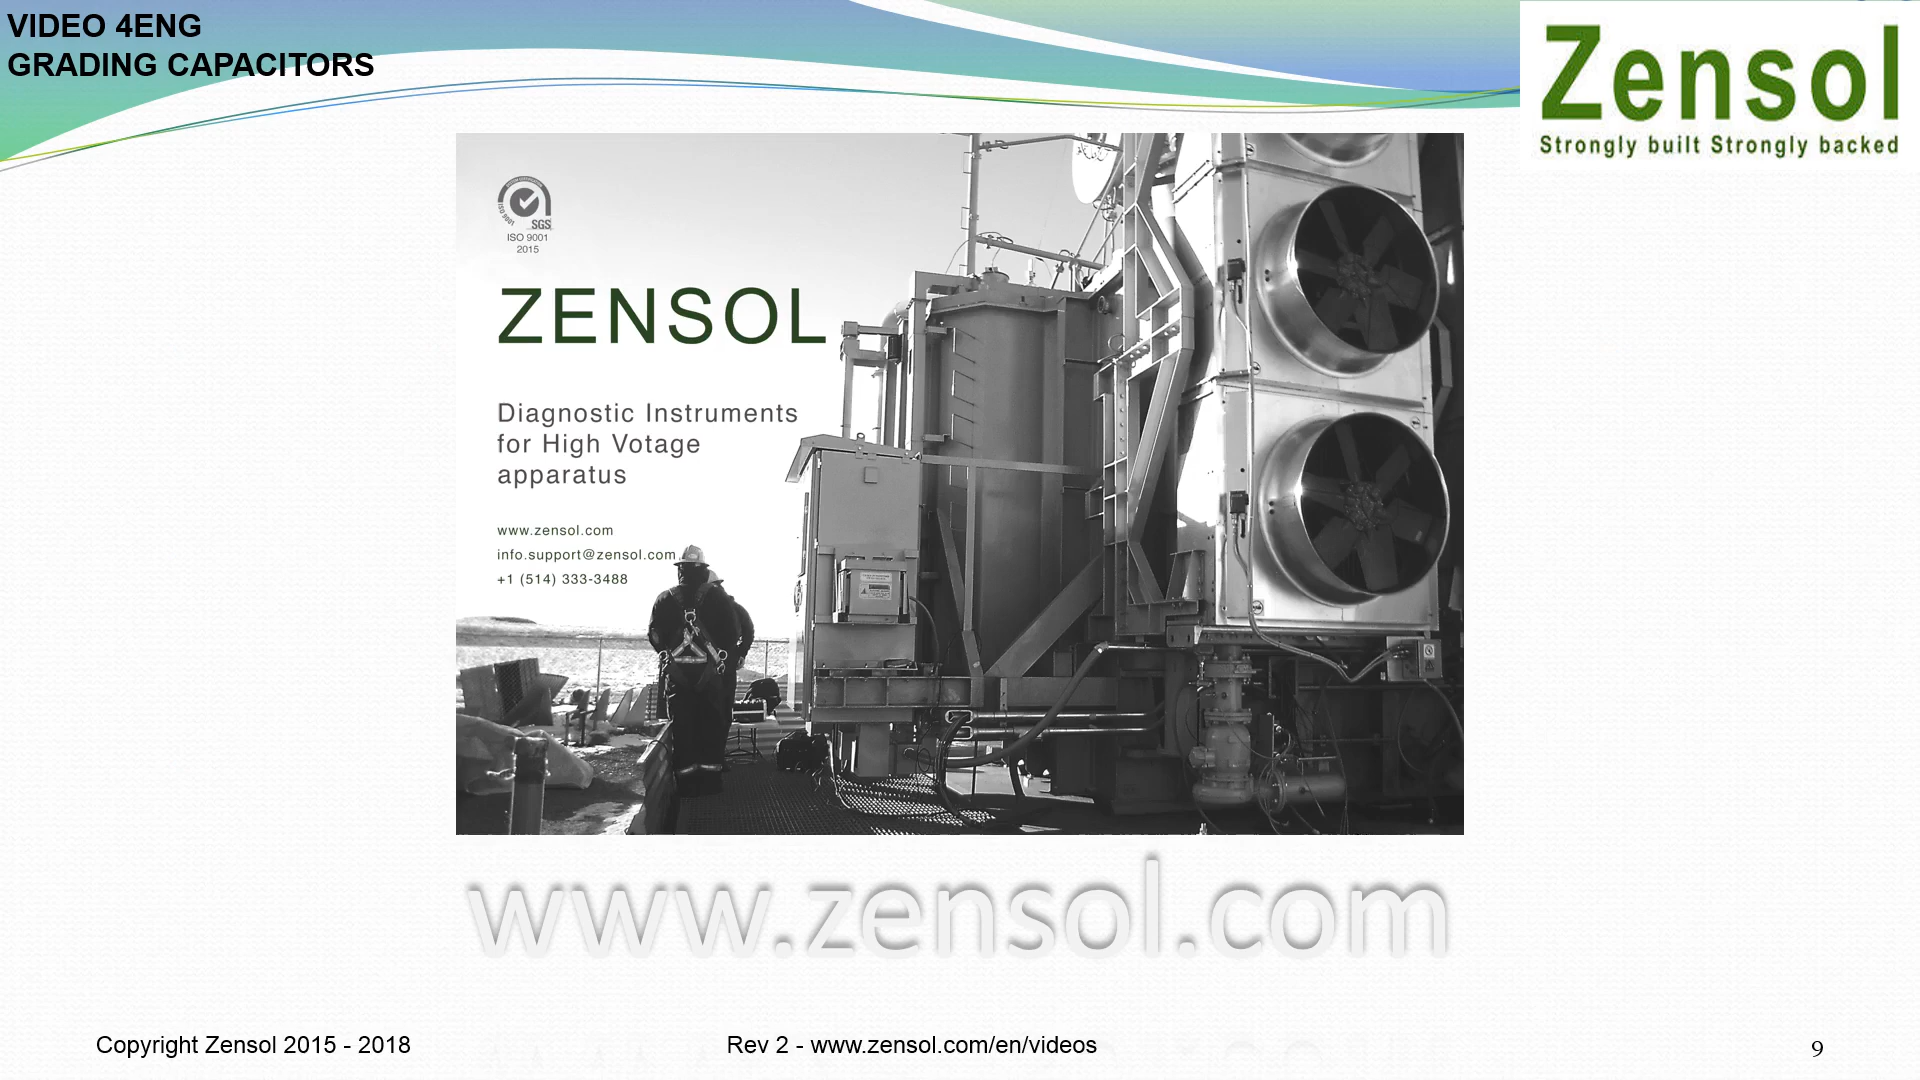 VIDEO 4ENG
GRADING CAPACITORS
Zensol
Strongly built Strongly backed
ISO 9001
SGS
ISO 9001
2015
ZENSOL
Diagnostic Instruments
for High Votage
apparatus
www.zensol.com
info.support@zensol.com
+1 (514) 333-3488
www.zensol.com
Copyright Zensol 2015 - 2018
Rev 2 - www.zensol.com/en/videos
9